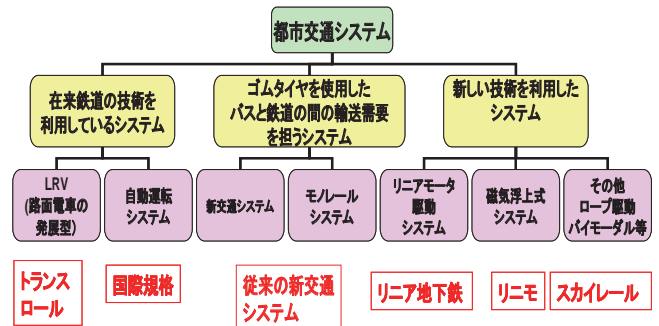 都市交通システム
在来鉄道の技術を
利用しているシステム
ゴムタイヤを使用した
バスと鉄道の間の輸送需要
を担うシステム
新しい技術を利用した
システム
LRV
(路面電車の
発展型)
自動運転
システム
新交通システム
モノレール
システム
リニアモータ
駆動
システム
磁気浮上式
システム
その他
ロープ駆動
バイモーダル等
トランス
ロール
国際規格
従来の新交通
システム
リニア地下鉄
リニモ
スカイレール